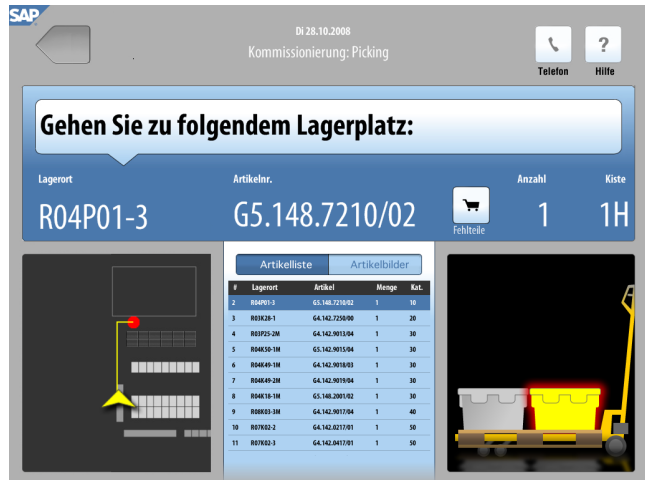 SAP
Di 28.10.2008
Kommissionierung: Picking
?
Telefon Hilfe
Gehen Sie zu folgendem Lagerplatz:
Lagerort Artikelnr. Anzahl Kiste
R04P01-3 G5.148.7210/02 1 1H
Fehlteile
Artikelliste Artikelbilder
# Lagerort Artikel Menge Kat.
2 R04P01-3 G5.148.7210/02 1 10
3 R03K28-1 G4.142.7250/00 1 20
4 R03P25-2M G4.142.9013/04 1 30
5 R04K50-1M G5.142.9015/04 1 30
6 R04K49-1M G4.142.9018/03 1 30
7 R04K49-2M G4.142.9019/04 1 30
8 R04K18-1M G5.148.2001/02 1 30
9 R08K03-3M G4.142.9017/04 1 40
10 R07K02-2 G4.142.0217/01 1 50
11 R07K02-3 G4.142.0417/01 1 50